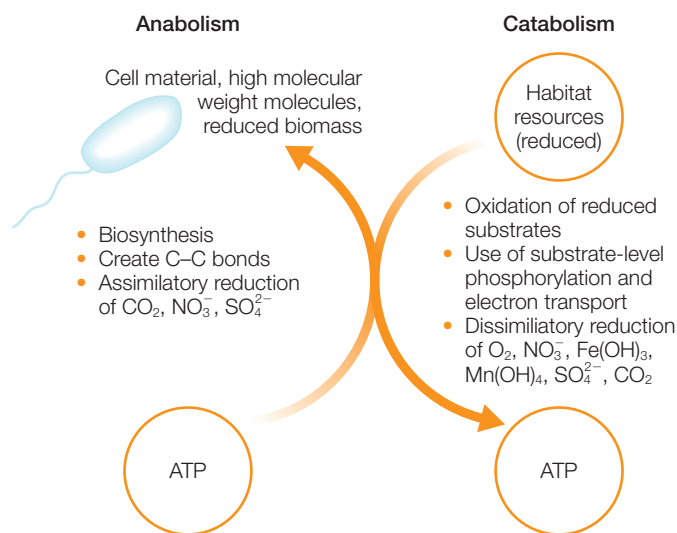 Anabolism
Cell material, high molecular
weight molecules,
reduced biomass
• Biosynthesis
• Create C–C bonds
• Assimilatory reduction
of CO₂, NO₃⁻, SO₄²⁻
ATP
Catabolism
Habitat
resources
(reduced)
• Oxidation of reduced
substrates
• Use of substrate-level
phosphorylation and
electron transport
• Dissimiliatory reduction
of O₂, NO₃⁻, Fe(OH)₃,
Mn(OH)₄, SO₄²⁻, CO₂
ATP